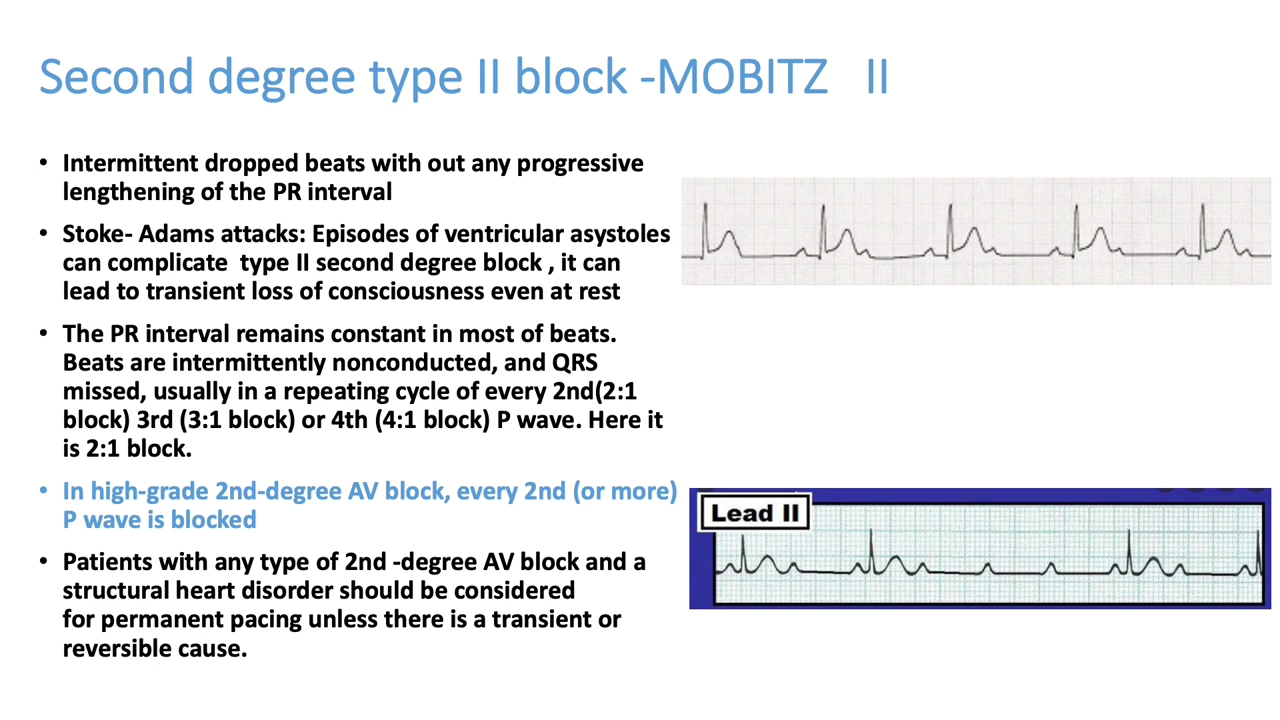 Second degree type II block -MOBITZ II
• Intermittent dropped beats with out any progressive
lengthening of the PR interval
• Stoke- Adams attacks: Episodes of ventricular asystoles
can complicate type II second degree block , it can
lead to transient loss of consciousness even at rest
• The PR interval remains constant in most of beats.
Beats are intermittently nonconducted, and QRS
missed, usually in a repeating cycle of every 2nd(2:1
block) 3rd (3:1 block) or 4th (4:1 block) P wave. Here it
is 2:1 block.
• In high-grade 2nd-degree AV block, every 2nd (or more)
P wave is blocked
• Patients with any type of 2nd -degree AV block and a
structural heart disorder should be considered
for permanent pacing unless there is a transient or
reversible cause.
Lead II